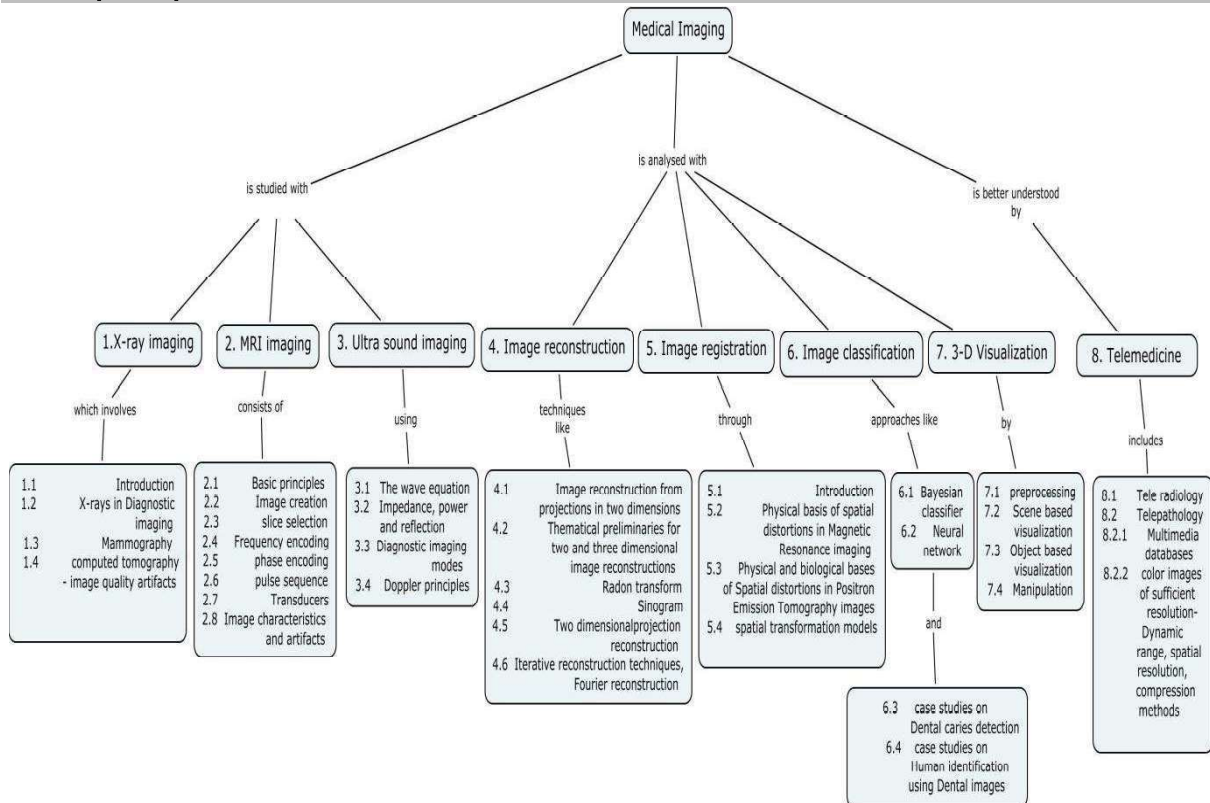 Medical Imaging
is studied with
is analysed with
is better understood
by
1.X-ray imaging
2. MRI imaging
3. Ultra sound imaging
4. Image reconstruction
5. Image registration
6. Image classification
7. 3-D Visualization
8. Telemedicine
which involves
consists of
using
techniques
like
through
approaches like
by
includes
1.1 Introduction
1.2 X-rays in Diagnostic
imaging
1.3 Mammography
1.4 computed tomography
- image quality artifacts
2.1 Basic principles
2.2 Image creation
2.3 slice selection
2.4 Frequency encoding
2.5 phase encoding
2.6 pulse sequence
2.7 Transducers
2.8 Image characteristics
and artifacts
3.1 The wave equation
3.2 Impedance, power
and reflection
3.3 Diagnostic imaging
modes
3.4 Doppler principles
4.1 Image reconstruction from
projections in two dimensions
4.2 Thematical preliminaries for
two and three dimensional
image reconstructions
4.3 Radon transform
4.4 Sinogram
4.5 Two dimensionalprojection
reconstruction
4.6 Iterative reconstruction techniques,
Fourier reconstruction
5.1 Introduction
5.2 Physical basis of spatial
distortions in Magnetic
Resonance imaging
5.3 Physical and biological bases
of Spatial distortions in Positron
Emission Tomography images
5.4 spatial transformation models
6.1 Bayesian
classifier
6.2 Neural
network
and
6.3 case studies on
Dental caries detection
6.4 case studies on
Human identification
using Dental images
7.1 preprocessing
7.2 Scene based
visualization
7.3 Object based
visualization
7.4 Manipulation
8.1 Tele radiology
8.2 Telepathology
8.2.1 Multimedia
databases
8.2.2 color images
of sufficient
resolution-
Dynamic
range, spatial
resolution,
compression
methods